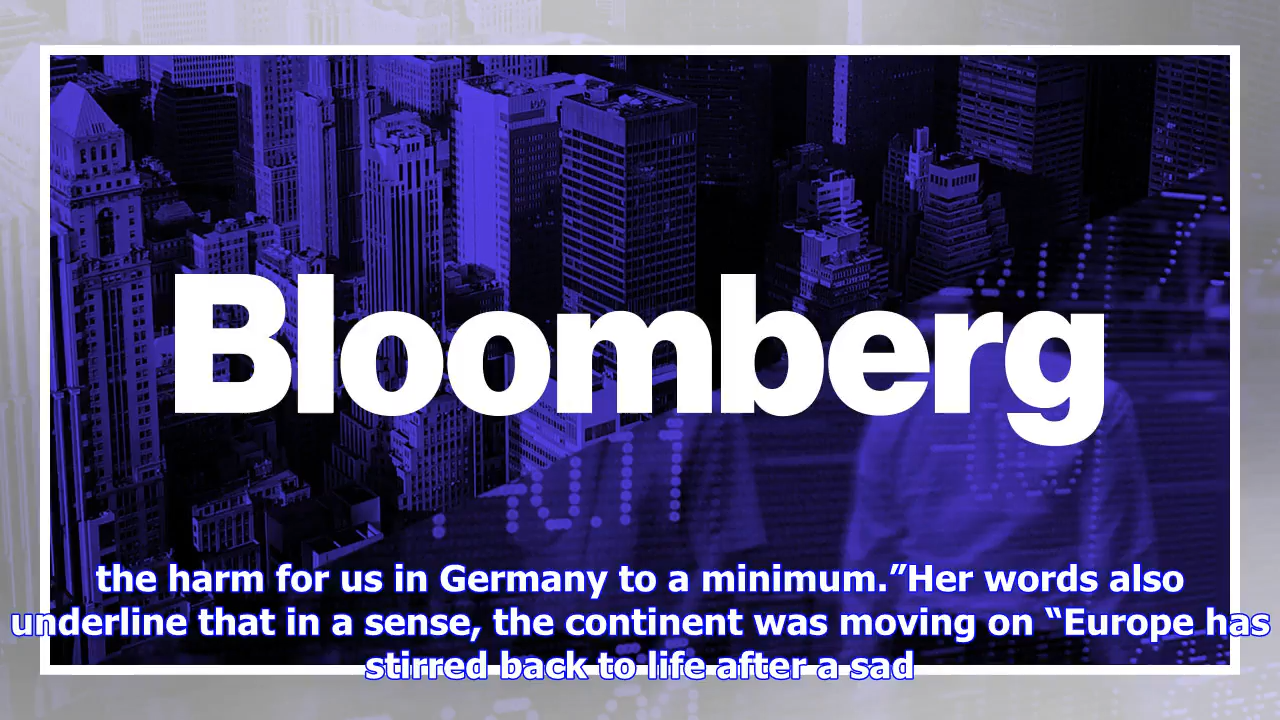 Bloomberg
the harm for us in Germany to a minimum.”Her words also
underline that in a sense, the continent was moving on “Europe has
stirred back to life after a sad